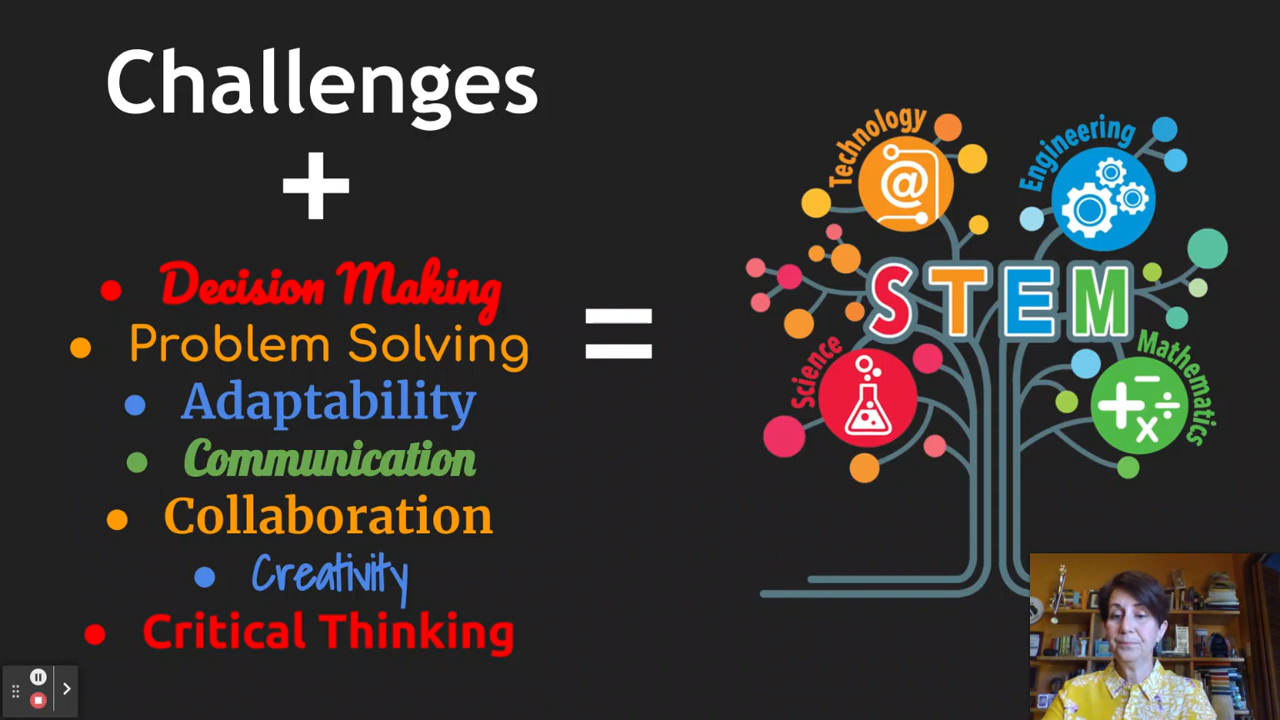 Challenges
+
● Decision Making
● Problem Solving
● Adaptability
● Communication
● Collaboration
● Creativity
● Critical Thinking
=
Technology
@
Engineering
STEM
Science
Mathematics
+ − ÷ x